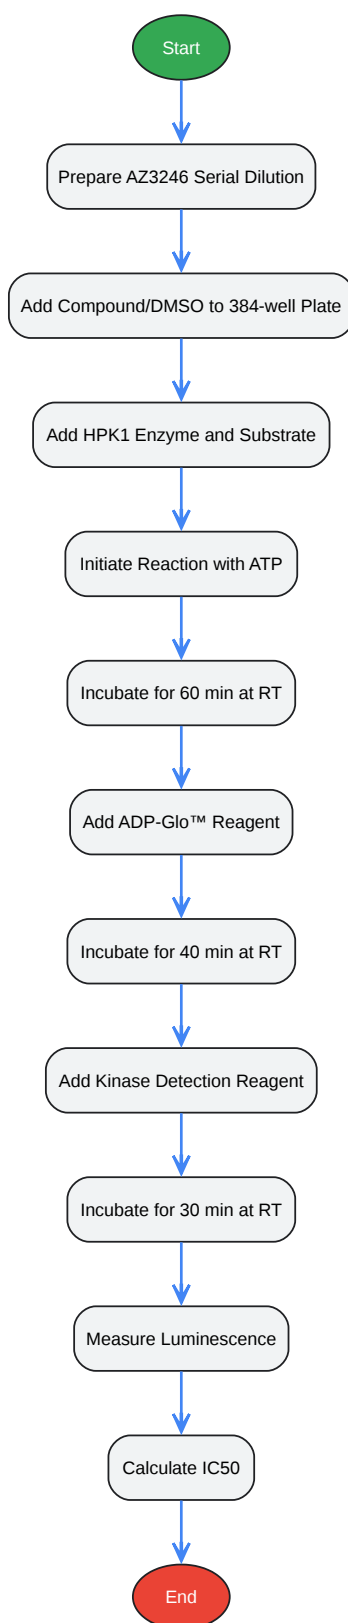 Start
Prepare AZ3246 Serial Dilution
Add Compound/DMSO to 384-well Plate
Add HPK1 Enzyme and Substrate
Initiate Reaction with ATP
Incubate for 60 min at RT
Add ADP-Glo™ Reagent
Incubate for 40 min at RT
Add Kinase Detection Reagent
Incubate for 30 min at RT
Measure Luminescence
Calculate IC50
End